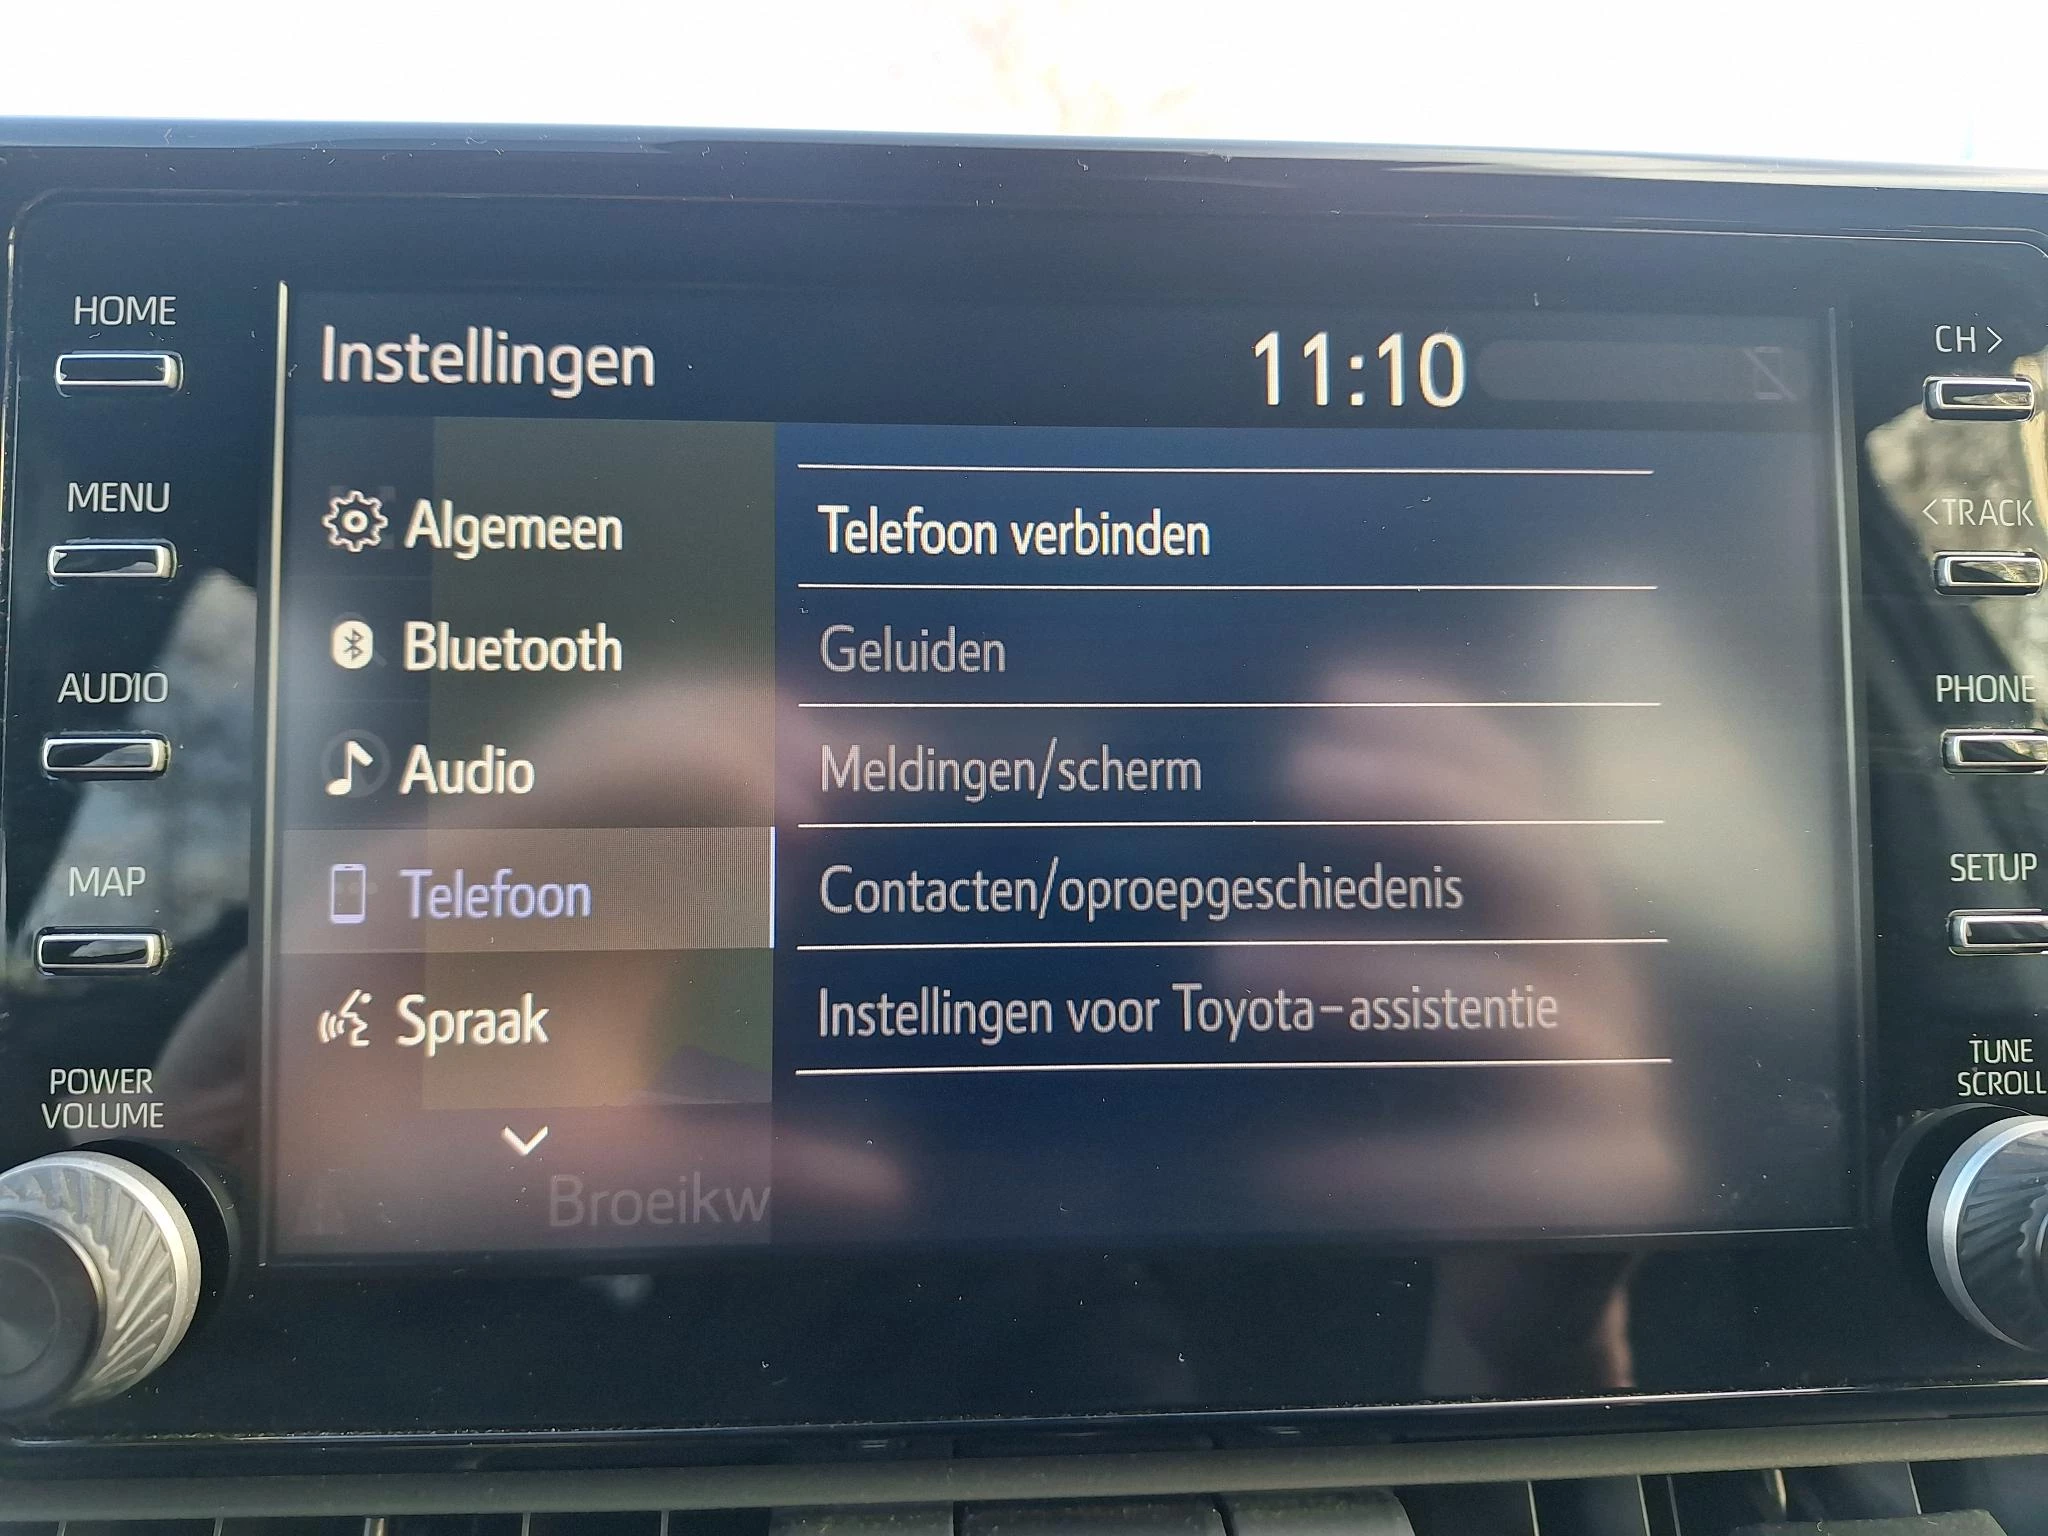 HOME
MENU
AUDIO
MAP
POWER
VOLUME
Instellingen
11:10
Algemeen
Bluetooth
Audio
Telefoon
Spraak
Broeikw
Telefoon verbinden
Geluiden
Meldingen/scherm
Contacten/oproepgeschiedenis
Instellingen voor Toyota-assistentie
CH >
<TRACK
PHONE
SETUP
TUNE
SCROLL